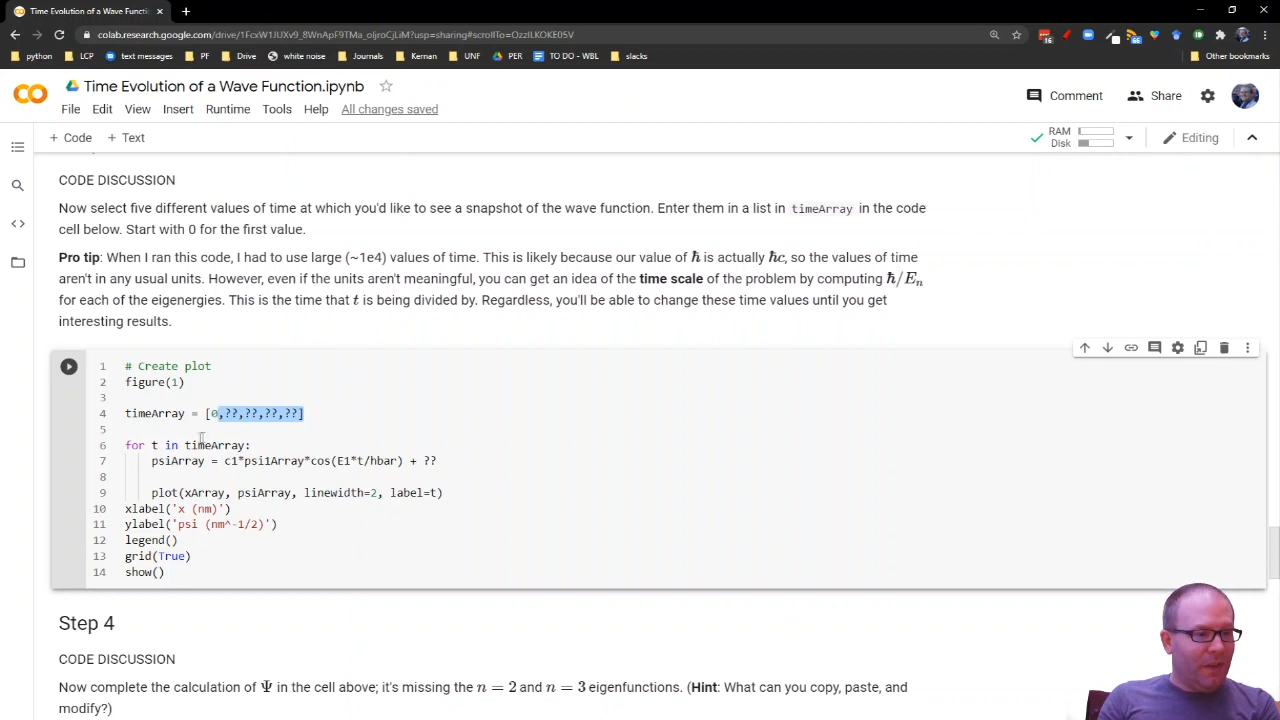 Time Evolution of a Wave Functio
colab.research.google.com/drive/1FcxW1JUXv9_8WnApF9TMa_oljroCjLiM?usp=sharing#scrollTo=OzzILKOKE05V
python LCP text messages PF Drive white noise Journals Kernan UNF PER TO DO - WBL slacks Other bookmarks
Time Evolution of a Wave Function.ipynb
File Edit View Insert Runtime Tools Help All changes saved
Comment Share
+ Code + Text
RAM
Disk
Editing
CODE DISCUSSION
Now select five different values of time at which you'd like to see a snapshot of the wave function. Enter them in a list in timeArray in the code
cell below. Start with 0 for the first value.
Pro tip: When I ran this code, I had to use large (~1e4) values of time. This is likely because our value of ħ is actually ħc, so the values of time
aren't in any usual units. However, even if the units aren't meaningful, you can get an idea of the time scale of the problem by computing ħ/Eₙ
for each of the eigenergies. This is the time that t is being divided by. Regardless, you'll be able to change these time values until you get
interesting results.
1 # Create plot
2 figure(1)
3
4 timeArray = [0,??,??,??,??]
5
6 for t in timeArray:
7 psiArray = c1*psi1Array*cos(E1*t/hbar) + ??
8
9 plot(xArray, psiArray, linewidth=2, label=t)
10 xlabel('x (nm)')
11 ylabel('psi (nm^-1/2)')
12 legend()
13 grid(True)
14 show()
Step 4
CODE DISCUSSION
Now complete the calculation of Ψ in the cell above; it's missing the n = 2 and n = 3 eigenfunctions. (Hint: What can you copy, paste, and
modify?)